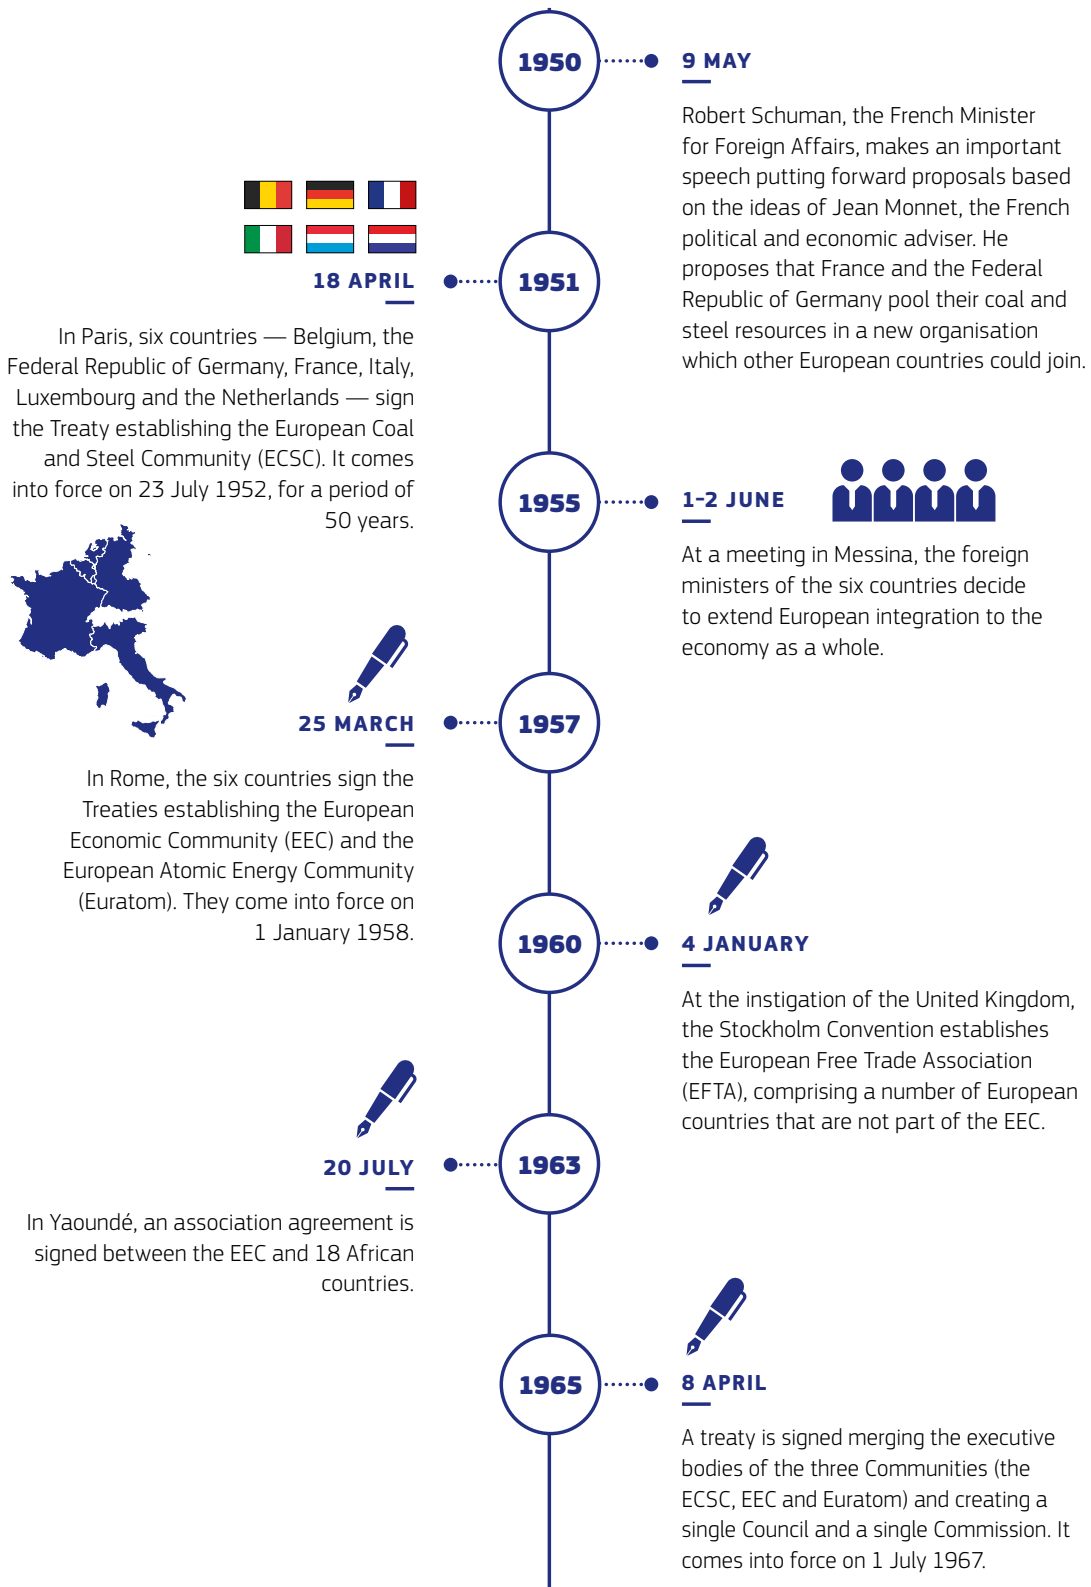 1950
9 MAY
Robert Schuman, the French Minister
for Foreign Affairs, makes an important
speech putting forward proposals based
on the ideas of Jean Monnet, the French
political and economic adviser. He
proposes that France and the Federal
Republic of Germany pool their coal and
steel resources in a new organisation
which other European countries could join.
1951
18 APRIL
In Paris, six countries — Belgium, the
Federal Republic of Germany, France, Italy,
Luxembourg and the Netherlands — sign
the Treaty establishing the European Coal
and Steel Community (ECSC). It comes
into force on 23 July 1952, for a period of
50 years.
1955
1–2 JUNE
At a meeting in Messina, the foreign
ministers of the six countries decide
to extend European integration to the
economy as a whole.
1957
25 MARCH
In Rome, the six countries sign the
Treaties establishing the European
Economic Community (EEC) and the
European Atomic Energy Community
(Euratom). They come into force on
1 January 1958.
1960
4 JANUARY
At the instigation of the United Kingdom,
the Stockholm Convention establishes
the European Free Trade Association
(EFTA), comprising a number of European
countries that are not part of the EEC.
1963
20 JULY
In Yaoundé, an association agreement is
signed between the EEC and 18 African
countries.
1965
8 APRIL
A treaty is signed merging the executive
bodies of the three Communities (the
ECSC, EEC and Euratom) and creating a
single Council and a single Commission. It
comes into force on 1 July 1967.